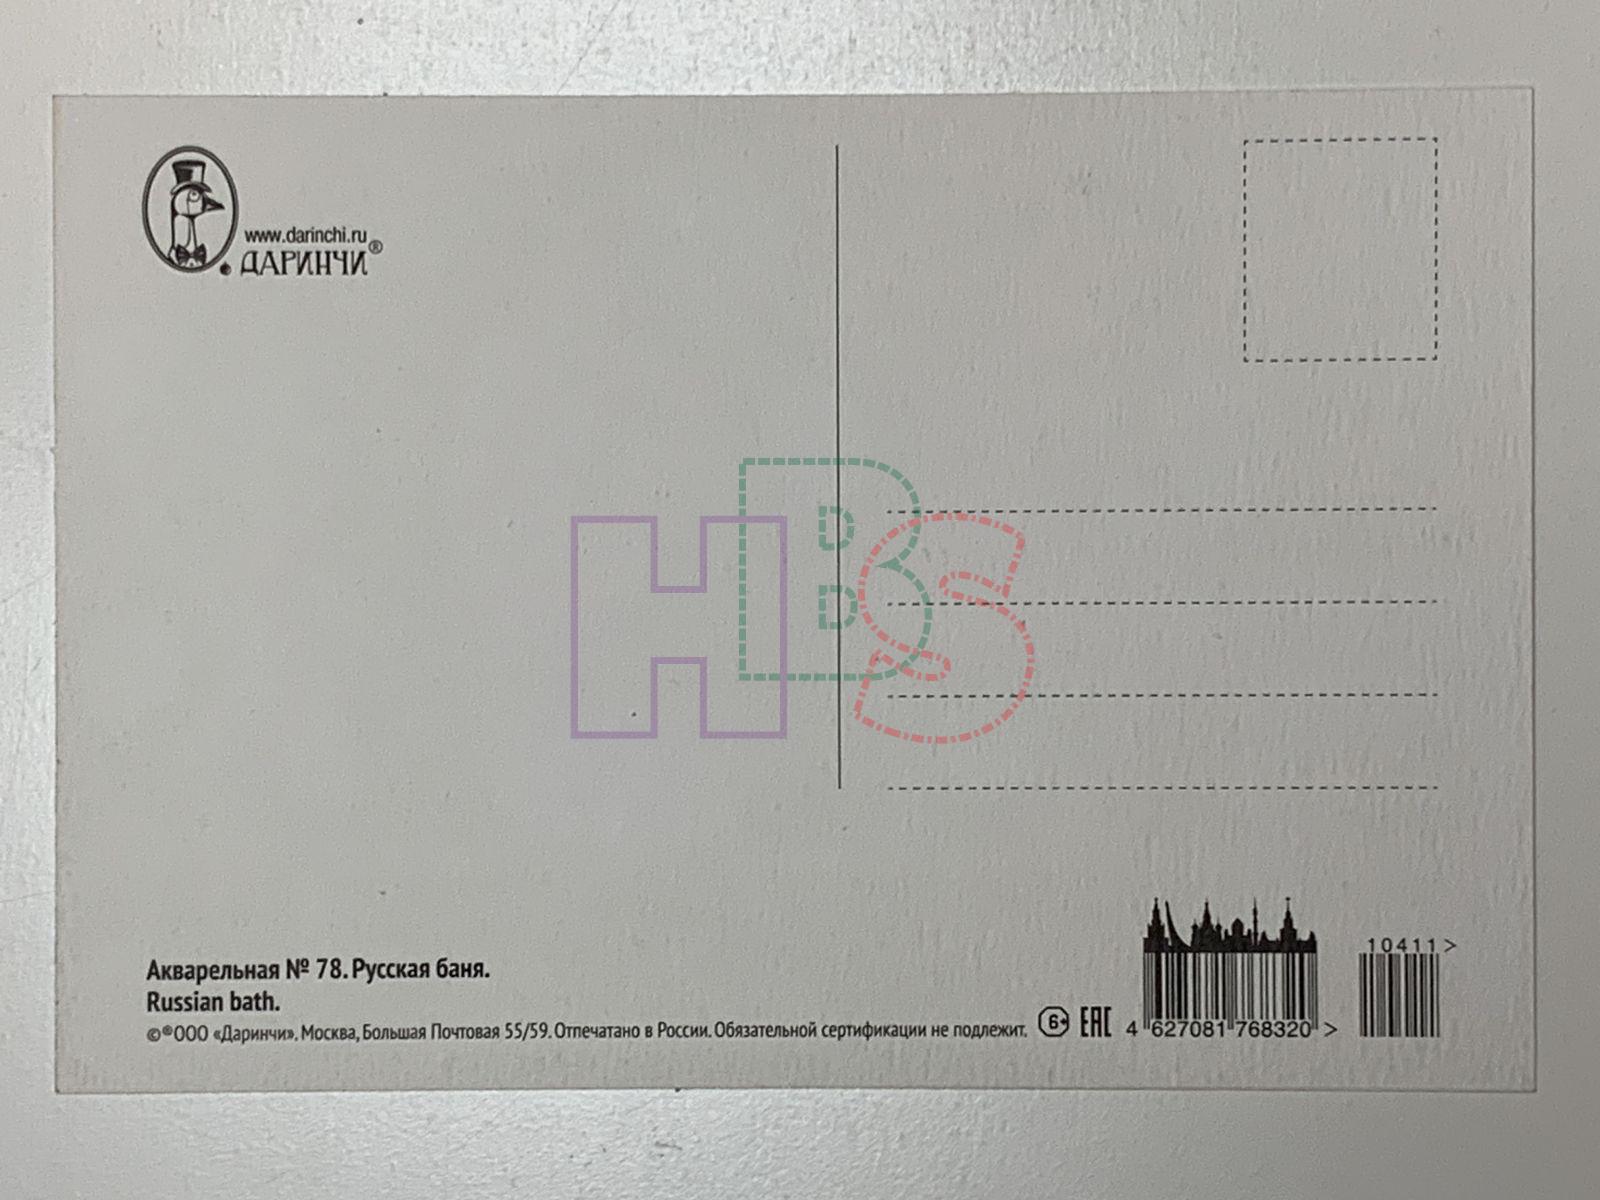 www.darinchi.ru
ДАРИНЧИ®
HBS
Акварельная № 78. Русская баня.
Russian bath.
©®ООО «Даринчи». Москва, Большая Почтовая 55/59. Отпечатано в России. Обязательной сертификации не подлежит. 6+ ЕАС
4 627081 768320 >
10411 >